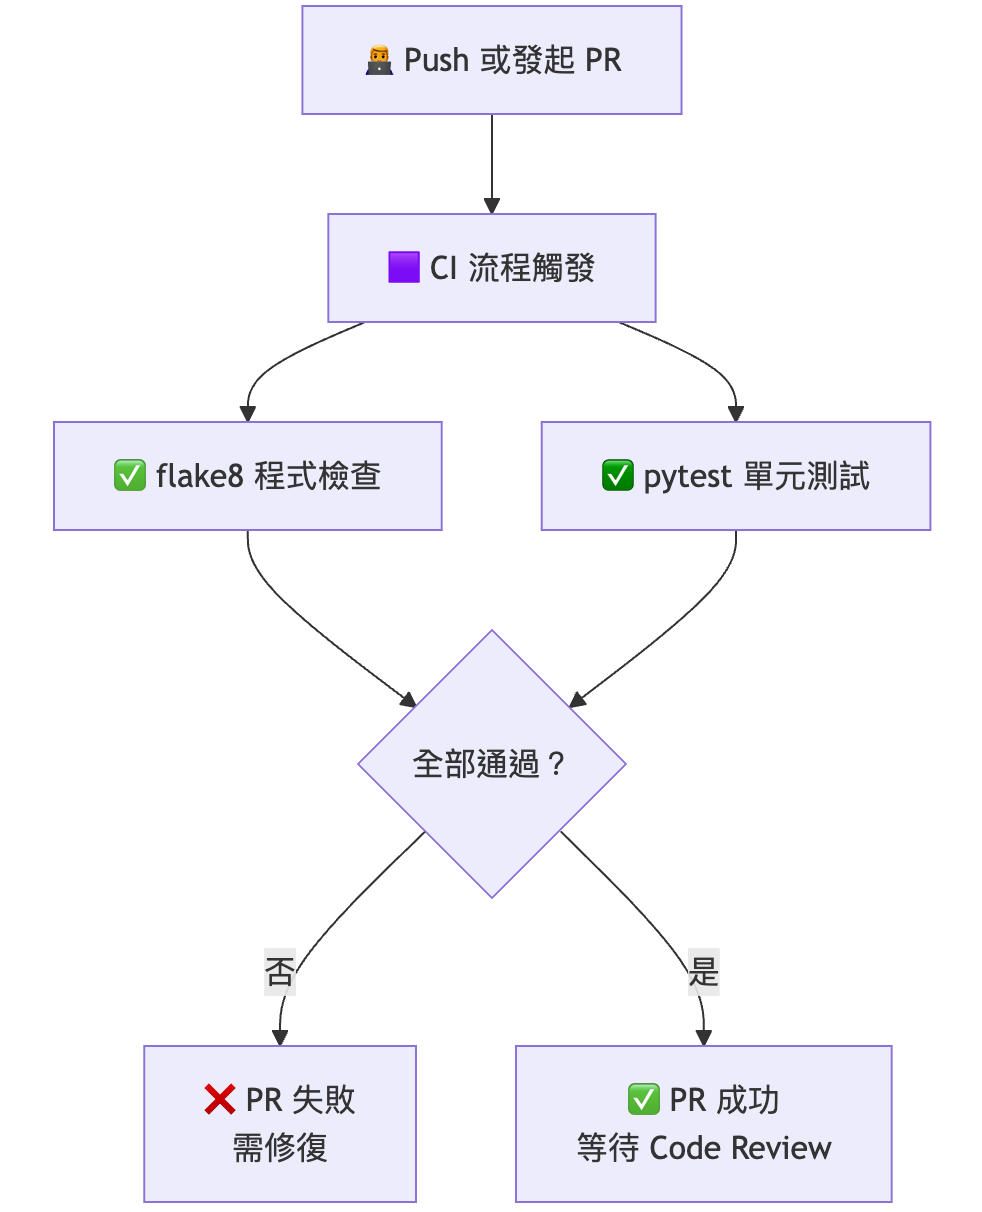 👨‍💻 Push 或發起 PR
🟪 CI 流程觸發
✅ flake8 程式檢查
✅ pytest 單元測試
全部通過？
否
是
❌ PR 失敗
需修復
✅ PR 成功
等待 Code Review